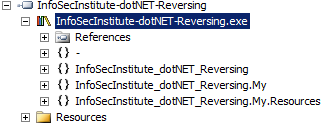 InfoSecInstitute-dotNET-Reversing
InfoSecInstitute-dotNET-Reversing.exe
References
{} -
{} InfoSecInstitute_dotNET_Reversing
{} InfoSecInstitute_dotNET_Reversing.My
{} InfoSecInstitute_dotNET_Reversing.My.Resources
Resources